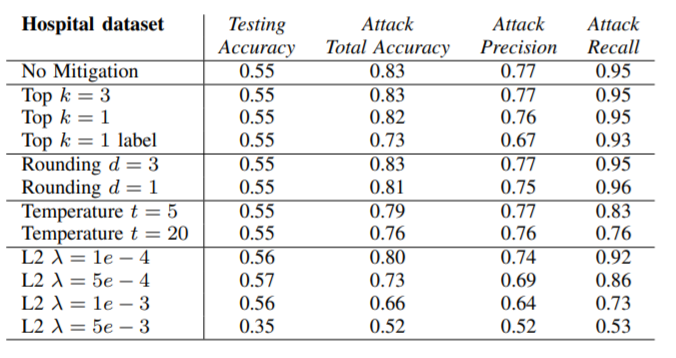 Hospital dataset Testing Accuracy Attack Total Accuracy Attack Precision Attack Recall
No Mitigation 0.55 0.83 0.77 0.95
Top k = 3 0.55 0.83 0.77 0.95
Top k = 1 0.55 0.82 0.76 0.95
Top k = 1 label 0.55 0.73 0.67 0.93
Rounding d = 3 0.55 0.83 0.77 0.95
Rounding d = 1 0.55 0.81 0.75 0.96
Temperature t = 5 0.55 0.79 0.77 0.83
Temperature t = 20 0.55 0.76 0.76 0.76
L2 λ = 1e − 4 0.56 0.80 0.74 0.92
L2 λ = 5e − 4 0.57 0.73 0.69 0.86
L2 λ = 1e − 3 0.56 0.66 0.64 0.73
L2 λ = 5e − 3 0.35 0.52 0.52 0.53